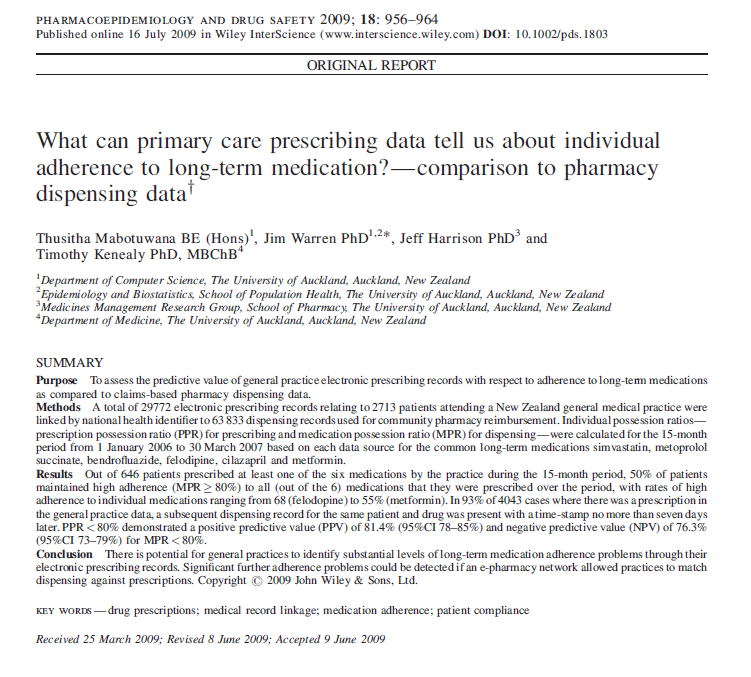 PHARMACOEPIDEMIOLOGY AND DRUG SAFETY 2009; 18: 956–964
Published online 16 July 2009 in Wiley InterScience (www.interscience.wiley.com) DOI: 10.1002/pds.1803
ORIGINAL REPORT
What can primary care prescribing data tell us about individual
adherence to long-term medication?—comparison to pharmacy
dispensing data†
Thusitha Mabotuwana BE (Hons)1, Jim Warren PhD1,2*, Jeff Harrison PhD3 and
Timothy Kenealy PhD, MBChB4
1Department of Computer Science, The University of Auckland, Auckland, New Zealand
2Epidemiology and Biostatistics, School of Population Health, The University of Auckland, Auckland, New Zealand
3Medicines Management Research Group, School of Pharmacy, The University of Auckland, Auckland, New Zealand
4Department of Medicine, The University of Auckland, Auckland, New Zealand
SUMMARY
Purpose To assess the predictive value of general practice electronic prescribing records with respect to adherence to long-term medications
as compared to claims-based pharmacy dispensing data.
Methods A total of 29772 electronic prescribing records relating to 2713 patients attending a New Zealand general medical practice were
linked by national health identifier to 63 833 dispensing records used for community pharmacy reimbursement. Individual possession ratios—
prescription possession ratio (PPR) for prescribing and medication possession ratio (MPR) for dispensing—were calculated for the 15-month
period from 1 January 2006 to 30 March 2007 based on each data source for the common long-term medications simvastatin, metoprolol
succinate, bendrofluazide, felodipine, cilazapril and metformin.
Results Out of 646 patients prescribed at least one of the six medications by the practice during the 15-month period, 50% of patients
maintained high adherence (MPR ≥ 80%) to all (out of the 6) medications that they were prescribed over the period, with rates of high
adherence to individual medications ranging from 68 (felodopine) to 55% (metformin). In 93% of 4043 cases where there was a prescription in
the general practice data, a subsequent dispensing record for the same patient and drug was present with a time-stamp no more than seven days
later. PPR < 80% demonstrated a positive predictive value (PPV) of 81.4% (95%CI 78–85%) and negative predictive value (NPV) of 76.3%
(95%CI 73–79%) for MPR < 80%.
Conclusion There is potential for general practices to identify substantial levels of long-term medication adherence problems through their
electronic prescribing records. Significant further adherence problems could be detected if an e-pharmacy network allowed practices to match
dispensing against prescriptions. Copyright © 2009 John Wiley & Sons, Ltd.
KEY WORDS — drug prescriptions; medical record linkage; medication adherence; patient compliance
Received 25 March 2009; Revised 8 June 2009; Accepted 9 June 2009